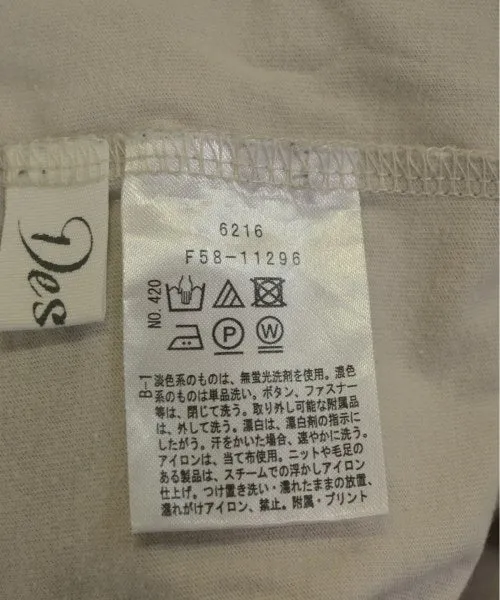 Des
6216
F58-11296
NO. 420
P
W
B-1
淡色系のものは、無蛍光洗剤を使用。濃色
系のものは単品洗い。ボタン、ファスナー
等は、閉じて洗う。取り外し可能な附属品
は、外して洗う。漂白は、漂白剤の指示に
したがう。汗をかいた場合、速やかに洗う。
アイロンは、当て布使用。ニットや毛足の
ある製品は、スチームでの浮かしアイロン
仕上げ。つけ置き洗い・濡れたままの放置、
濡れがけアイロン、禁止。附属・プリント